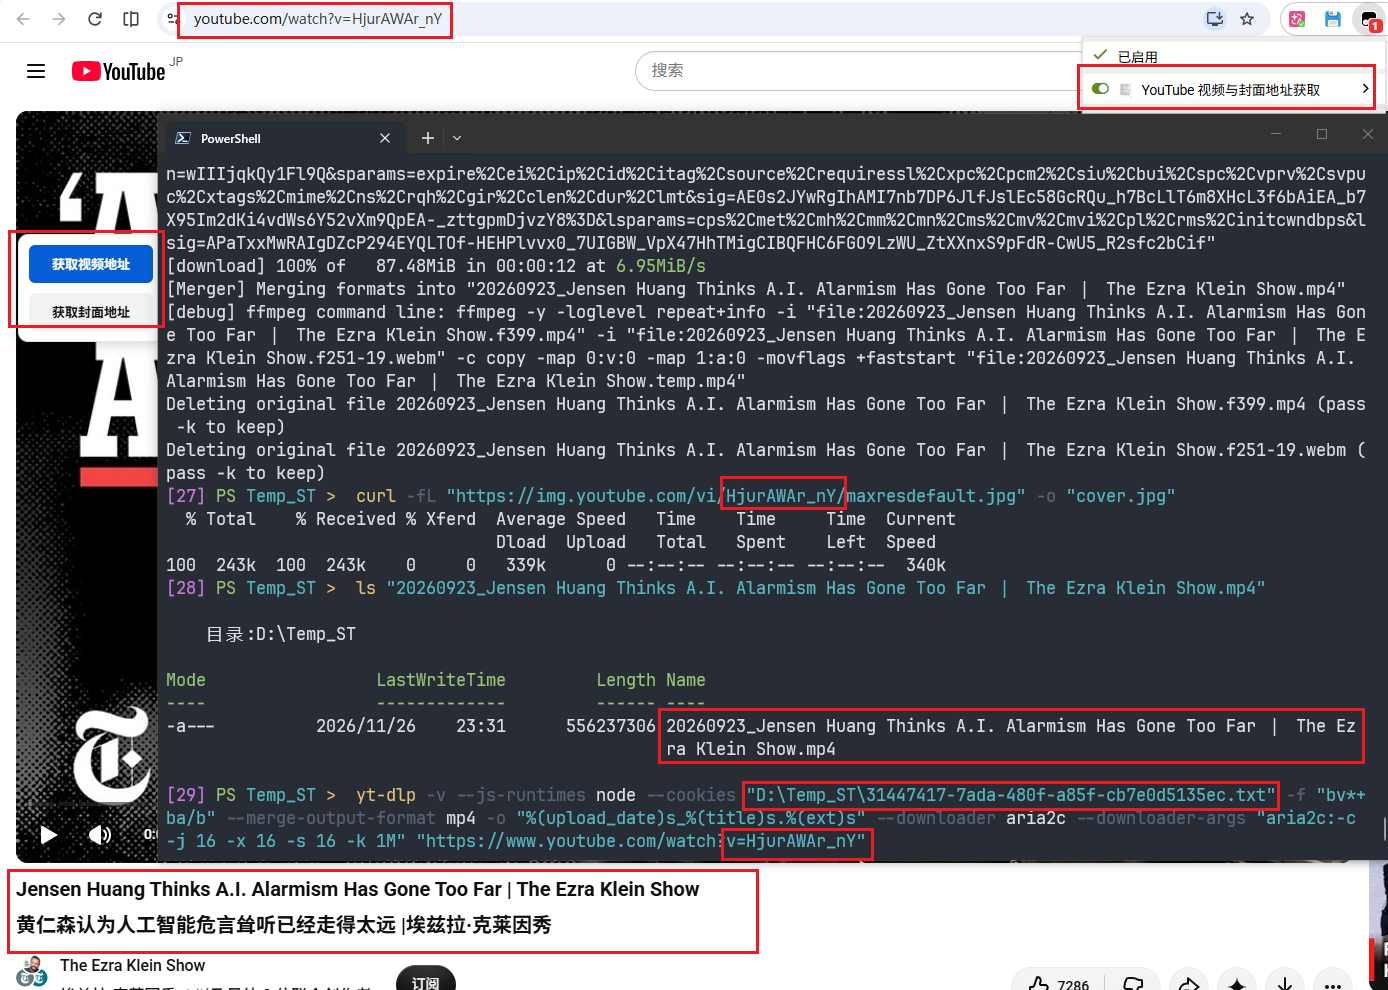 youtube.com/watch?v=HjurAWAr_nY
1
YouTube JP
搜索
已启用
YouTube 视频与封面地址获取
PowerShell
n=wIIIjqkQy1Fl9Q&sparams=expire%2Cei%2Cip%2Cid%2Citag%2Csource%2Crequiressl%2Cxpc%2Cpcm2%2Csiu%2Cbui%2Cspc%2Cvprv%2Csvpu
c%2Cxtags%2Cmime%2Cns%2Crqh%2Cgir%2Cclen%2Cdur%2Clmt&sig=AE0s2JYwRgIhAMI7nb7DP6JlfJslEc58GcRQu_h7BcLlT6m8XHcL3f6bAiEA_b7
X95Im2dKi4vdWs6Y52vXm9QpEA-_zttgpmDjvzY8%3D&lsparams=cps%2Cmet%2Cmh%2Cmm%2Cmn%2Cms%2Cmv%2Cmvi%2Cpl%2Crms%2Cinitcwndbps&l
sig=APaTxxMwRAIgDZcP294EYQLTOf-HEHPlvvx0_7UIGBW_VpX47HhTMigCIBQFHC6FGO9LzWU_ZtXXnxS9pFdR-CwU5_R2sfc2bCif"
获取视频地址
[download] 100% of   87.48MiB in 00:00:12 at 6.95MiB/s
[Merger] Merging formats into "20260923_Jensen Huang Thinks A.I. Alarmism Has Gone Too Far ｜ The Ezra Klein Show.mp4"
获取封面地址
[debug] ffmpeg command line: ffmpeg -y -loglevel repeat+info -i "file:20260923_Jensen Huang Thinks A.I. Alarmism Has Gon
e Too Far ｜ The Ezra Klein Show.f399.mp4" -i "file:20260923_Jensen Huang Thinks A.I. Alarmism Has Gone Too Far ｜ The E
zra Klein Show.f251-19.webm" -c copy -map 0:v:0 -map 1:a:0 -movflags +faststart "file:20260923_Jensen Huang Thinks A.I.
Alarmism Has Gone Too Far ｜ The Ezra Klein Show.temp.mp4"
Deleting original file 20260923_Jensen Huang Thinks A.I. Alarmism Has Gone Too Far ｜ The Ezra Klein Show.f399.mp4 (pass
-k to keep)
Deleting original file 20260923_Jensen Huang Thinks A.I. Alarmism Has Gone Too Far ｜ The Ezra Klein Show.f251-19.webm (
pass -k to keep)
[27] PS Temp_ST >  curl -fL "https://img.youtube.com/vi/HjurAWAr_nY/maxresdefault.jpg" -o "cover.jpg"
% Total    % Received % Xferd  Average Speed   Time    Time     Time  Current
Dload  Upload   Total   Spent    Left  Speed
100  243k  100  243k    0     0   339k      0 --:--:-- --:--:-- --:--:--  340k
[28] PS Temp_ST >  ls "20260923_Jensen Huang Thinks A.I. Alarmism Has Gone Too Far ｜ The Ezra Klein Show.mp4"
目录:D:\Temp_ST
Mode                 LastWriteTime         Length Name
----                 -------------         ------ ----
-a---          2026/11/26    23:31      556237306 20260923_Jensen Huang Thinks A.I. Alarmism Has Gone Too Far ｜ The Ez
ra Klein Show.mp4
[29] PS Temp_ST >  yt-dlp -v --js-runtimes node --cookies "D:\Temp_ST\31447417-7ada-480f-a85f-cb7e0d5135ec.txt" -f "bv*+
ba/b" --merge-output-format mp4 -o "%(upload_date)s_%(title)s.%(ext)s" --downloader aria2c --downloader-args "aria2c:-c
-j 16 -x 16 -s 16 -k 1M" "https://www.youtube.com/watch?v=HjurAWAr_nY"
Jensen Huang Thinks A.I. Alarmism Has Gone Too Far | The Ezra Klein Show
黄仁森认为人工智能危言耸听已经走得太远 |埃兹拉·克莱因秀
The Ezra Klein Show
订阅
7286